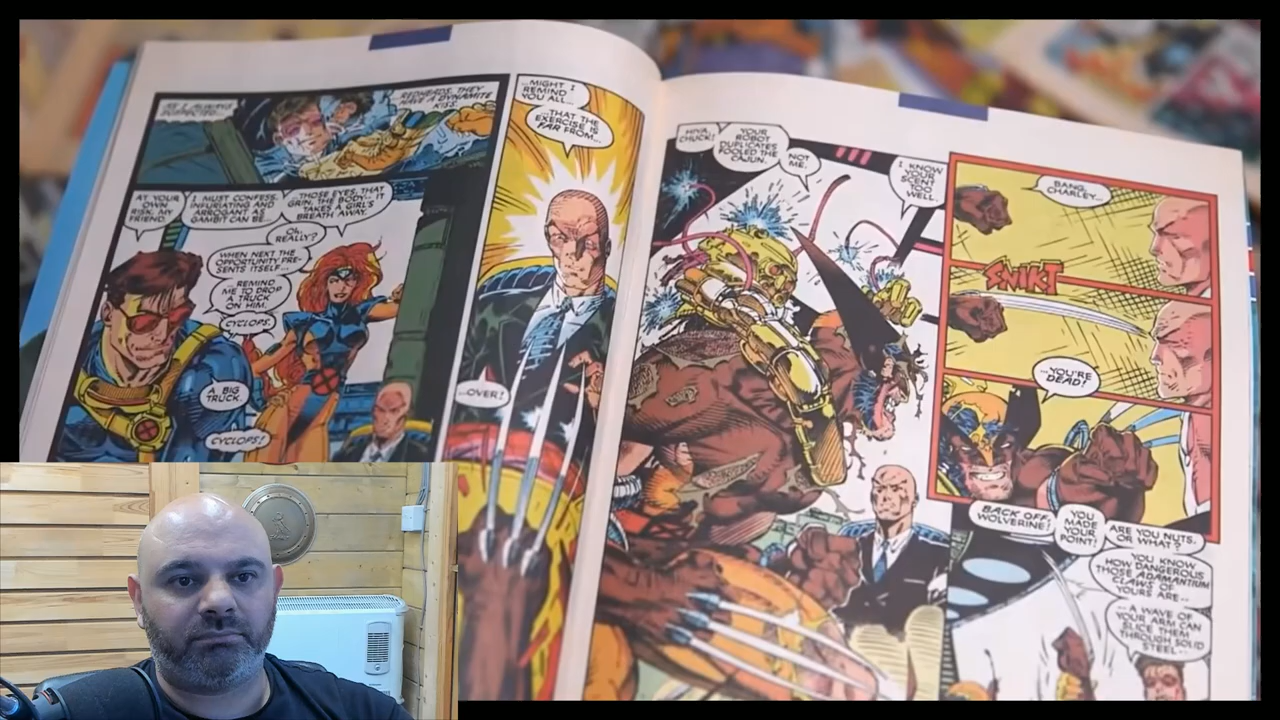 AS I ALWAYS
SUSPECTED...
REDHEADS, THEY
HAVE A DYNAMITE
KISS.
AT YOUR
OWN
RISK, MY
FRIEND.
I MUST CONFESS,
INFURIATINGLY
ARROGANT AS
GAMBIT CAN BE...
THOSE EYES, THAT
GRIN, THE BODY... IT
TAKES A GIRL'S
BREATH AWAY.
OH,
REALLY?
WHEN NEXT THE
OPPORTUNITY PRE-
SENTS ITSELF...
REMIND
ME TO DROP
A TRUCK
ON HIM,
CYCLOPS.
A BIG
TRUCK.
CYCLOPS!
...MIGHT I
REMIND
YOU ALL...
...THAT THE
EXERCISE IS
FAR FROM...
...OVER!
HIYA,
CHUCK!
YOUR
ROBOT
DUPLICATES
FOOLED THE
CAJUN.
NOT
ME.
I KNOW
YOUR
SCENT
TOO
WELL.
BANG,
CHARLEY...
SNIKT
...YOU'RE
DEAD!
BACK OFF,
WOLVERINE!
YOU
MADE
YOUR
POINT!
ARE YOU NUTS,
OR WHAT?
YOU KNOW
HOW DANGEROUS
THOSE ADAMANTIUM
CLAWS OF
YOURS ARE--
--A WAVE OF
YOUR ARM CAN
SLICE THEM
THROUGH SOLID
STEEL--